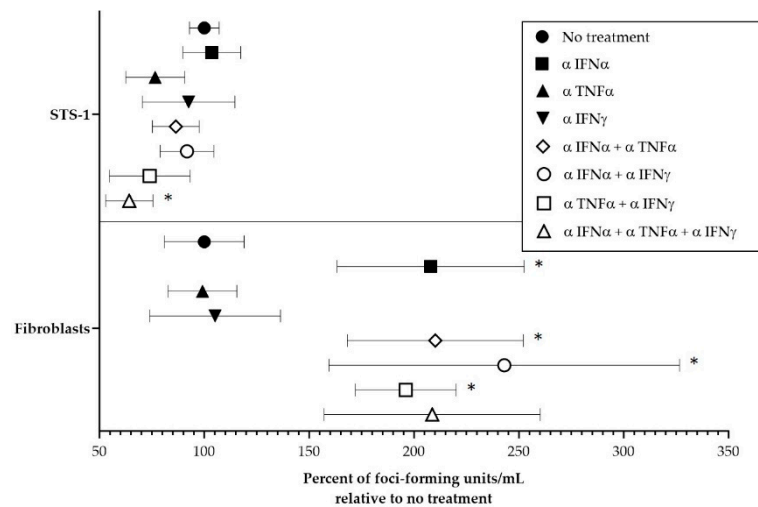 No treatment
α IFNα
α TNFα
α IFNγ
α IFNα + α TNFα
α IFNα + α IFNγ
α TNFα + α IFNγ
α IFNα + α TNFα + α IFNγ
STS-1
*
Fibroblasts
*
*
*
*
50 100 150 200 250 300 350
Percent of foci-forming units/mL
relative to no treatment